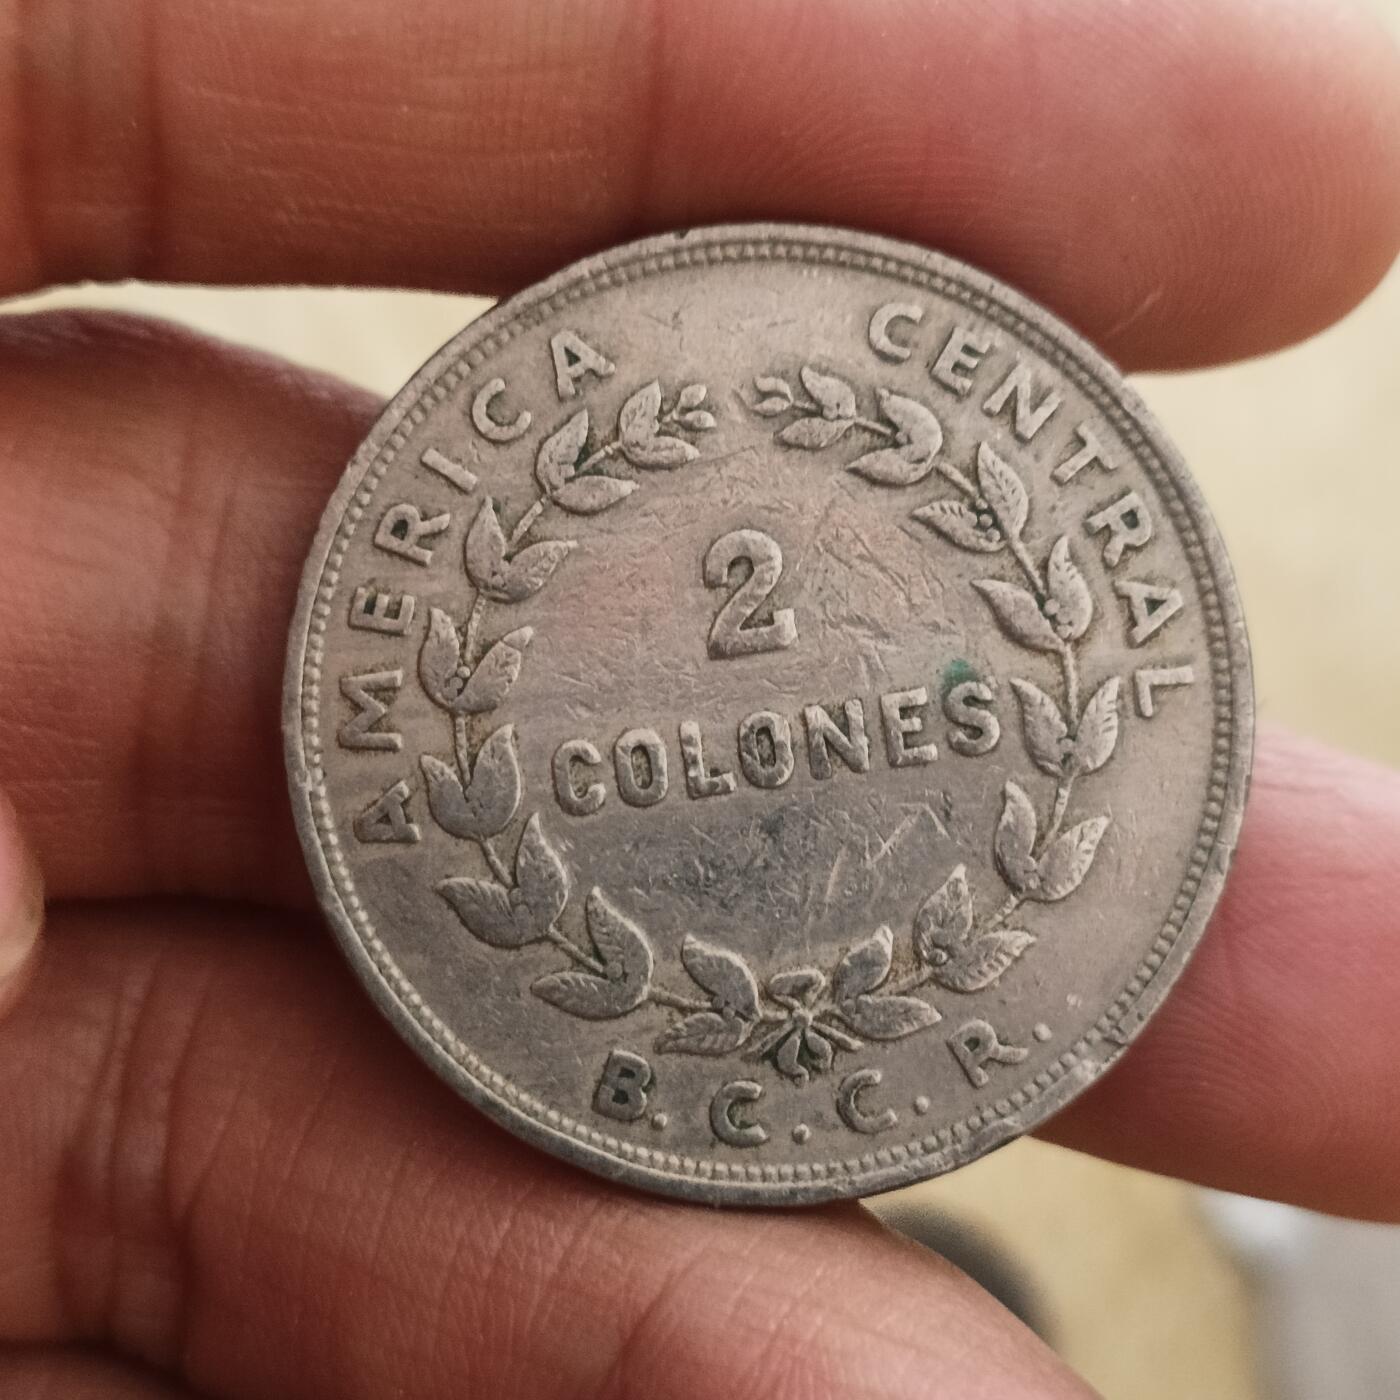 AMERICA CENTRAL
2
COLONES
B. C. C. R.